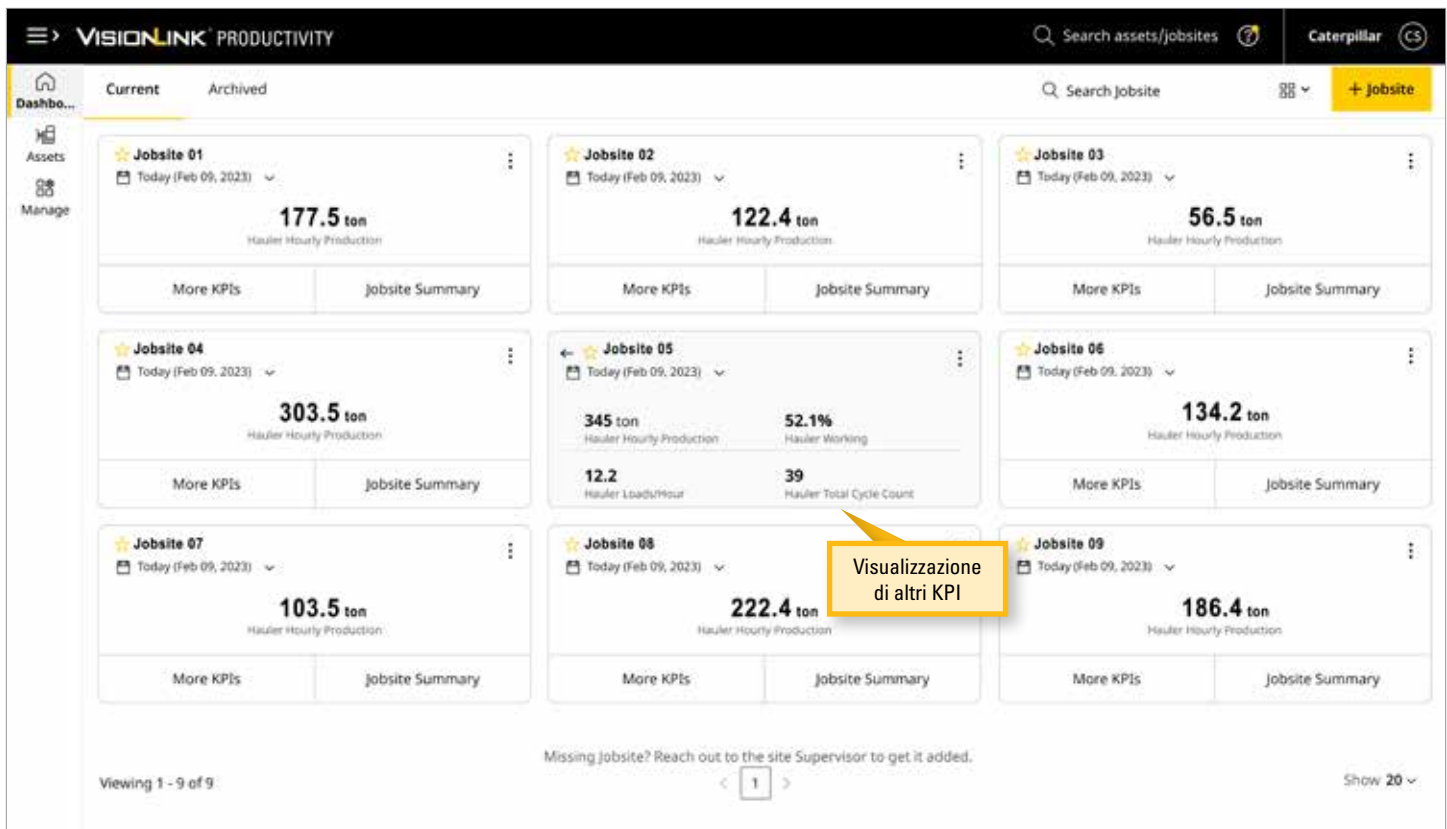 VISIONLINK PRODUCTIVITY
Search assets/jobsites
Caterpillar CS
Dashbo...
Assets
Manage
Current Archived
Search Jobsite
+ Jobsite
Jobsite 01
Today (Feb 09, 2023)
177.5 ton
Hauler Hourly Production
More KPIs Jobsite Summary
Jobsite 02
Today (Feb 09, 2023)
122.4 ton
Hauler Hourly Production
More KPIs Jobsite Summary
Jobsite 03
Today (Feb 09, 2023)
56.5 ton
Hauler Hourly Production
More KPIs Jobsite Summary
Jobsite 04
Today (Feb 09, 2023)
303.5 ton
Hauler Hourly Production
More KPIs Jobsite Summary
Jobsite 05
Today (Feb 09, 2023)
345 ton 52.1%
Hauler Hourly Production Hauler Working
12.2 39
Hauler Loads/Hour Hauler Total Cycle Count
Jobsite 06
Today (Feb 09, 2023)
134.2 ton
Hauler Hourly Production
More KPIs Jobsite Summary
Jobsite 07
Today (Feb 09, 2023)
103.5 ton
Hauler Hourly Production
More KPIs Jobsite Summary
Jobsite 08
Today (Feb 09, 2023)
222.4 ton
Hauler Hourly Production
More KPIs Jobsite Summary
Visualizzazione
di altri KPI
Jobsite 09
Today (Feb 09, 2023)
186.4 ton
Hauler Hourly Production
More KPIs Jobsite Summary
Missing Jobsite? Reach out to the site Supervisor to get it added.
Viewing 1 - 9 of 9
< 1 >
Show 20